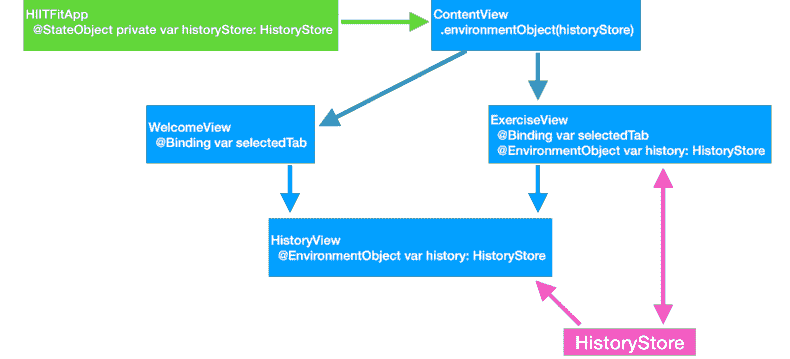 HIITFitApp
@StateObject private var historyStore: HistoryStore
ContentView
.environmentObject(historyStore)
WelcomeView
@Binding var selectedTab
ExerciseView
@Binding var selectedTab
@EnvironmentObject var history: HistoryStore
HistoryView
@EnvironmentObject var history: HistoryStore
HistoryStore